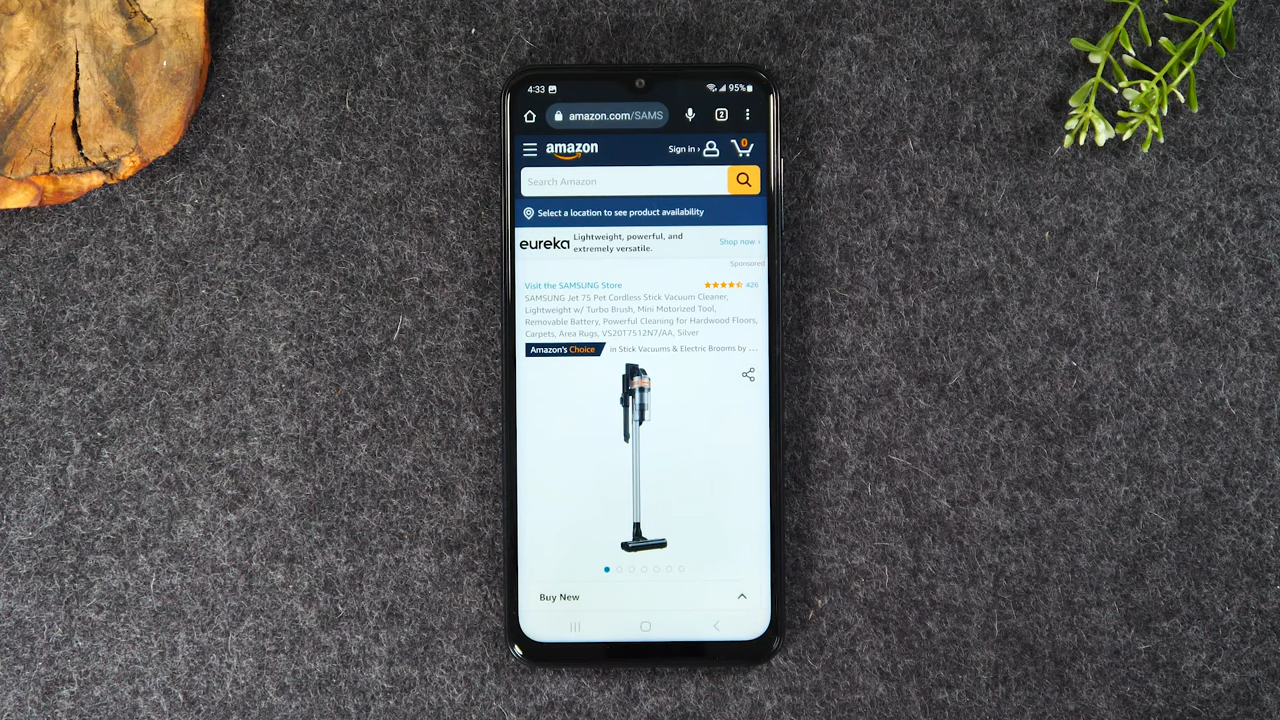 4:33 95%
amazon.com/SAMS 2
amazon Sign in › 0
Search Amazon
Select a location to see product availability
eureka Lightweight, powerful, and
extremely versatile. Shop now ›
Sponsored
Visit the SAMSUNG Store 426
SAMSUNG Jet 75 Pet Cordless Stick Vacuum Cleaner,
Lightweight w/ Turbo Brush, Mini Motorized Tool,
Removable Battery, Powerful Cleaning for Hardwood Floors,
Carpets, Area Rugs, VS20T7512N7/AA, Silver
Amazon's Choice in Stick Vacuums & Electric Brooms by ...
Buy New